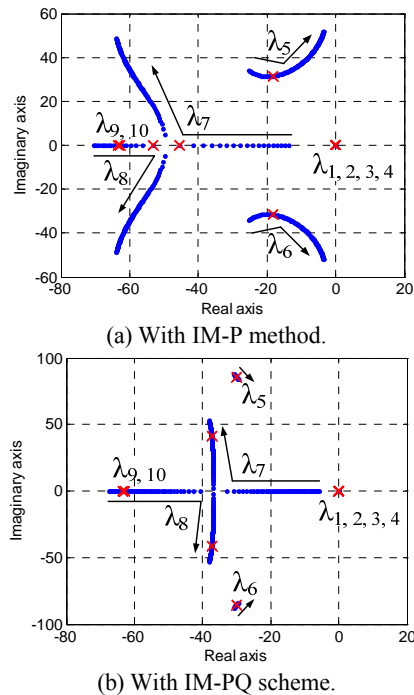 60
40
20
0
-20
-40
-60
Imaginary axis
λ5
λ7
λ9, 10
λ8
λ1, 2, 3, 4
λ6
-80 -60 -40 -20 0 20
Real axis
(a) With IM-P method.
100
50
0
-50
-100
Imaginary axis
λ5
λ7
λ9, 10
λ8
λ1, 2, 3, 4
λ6
-80 -60 -40 -20 0 20
Real axis
(b) With IM-PQ scheme.